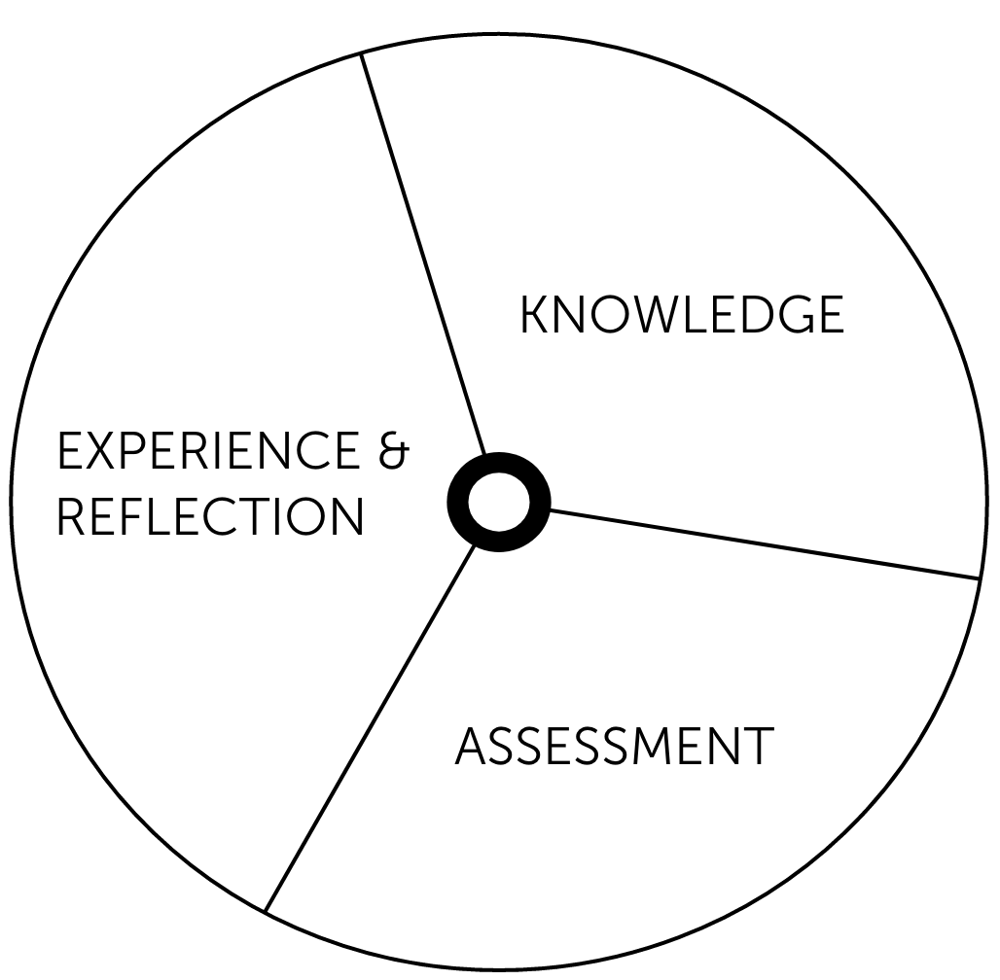 KNOWLEDGE
EXPERIENCE &
REFLECTION
ASSESSMENT